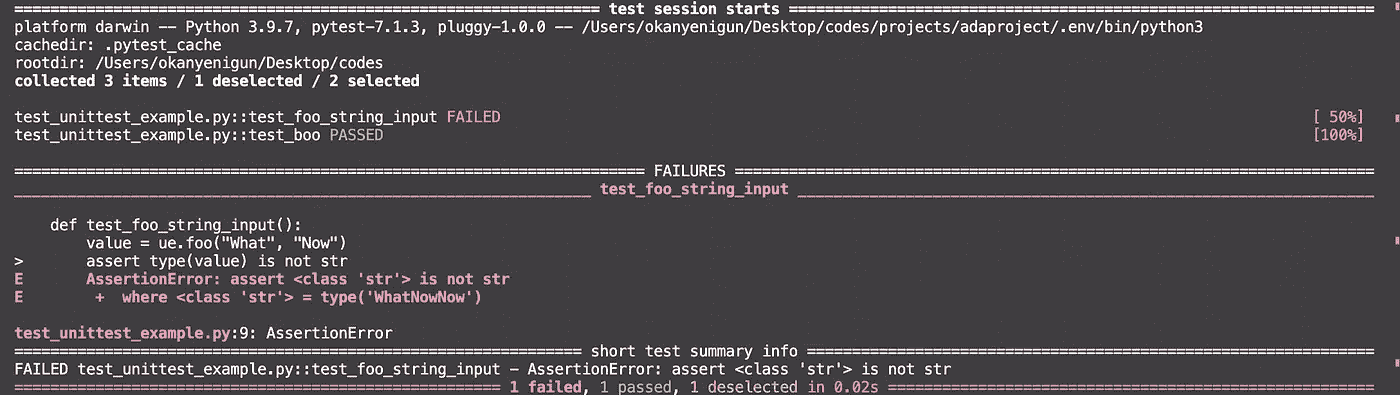 ============================= test session starts =============================
platform darwin -- Python 3.9.7, pytest-7.1.3, pluggy-1.0.0 -- /Users/okanyenigun/Desktop/codes/projects/adaproject/.env/bin/python3
cachedir: .pytest_cache
rootdir: /Users/okanyenigun/Desktop/codes
collected 3 items / 1 deselected / 2 selected
test_unittest_example.py::test_foo_string_input FAILED [ 50%]
test_unittest_example.py::test_boo PASSED [100%]
============================= FAILURES =============================
_____________________________ test_foo_string_input _____________________________
def test_foo_string_input():
value = ue.foo("What", "Now")
> assert type(value) is not str
E AssertionError: assert <class 'str'> is not str
E + where <class 'str'> = type('WhatNowNow')
test_unittest_example.py:9: AssertionError
============================= short test summary info =============================
FAILED test_unittest_example.py::test_foo_string_input - AssertionError: assert <class 'str'> is not str
============================= 1 failed, 1 passed, 1 deselected in 0.02s =============================